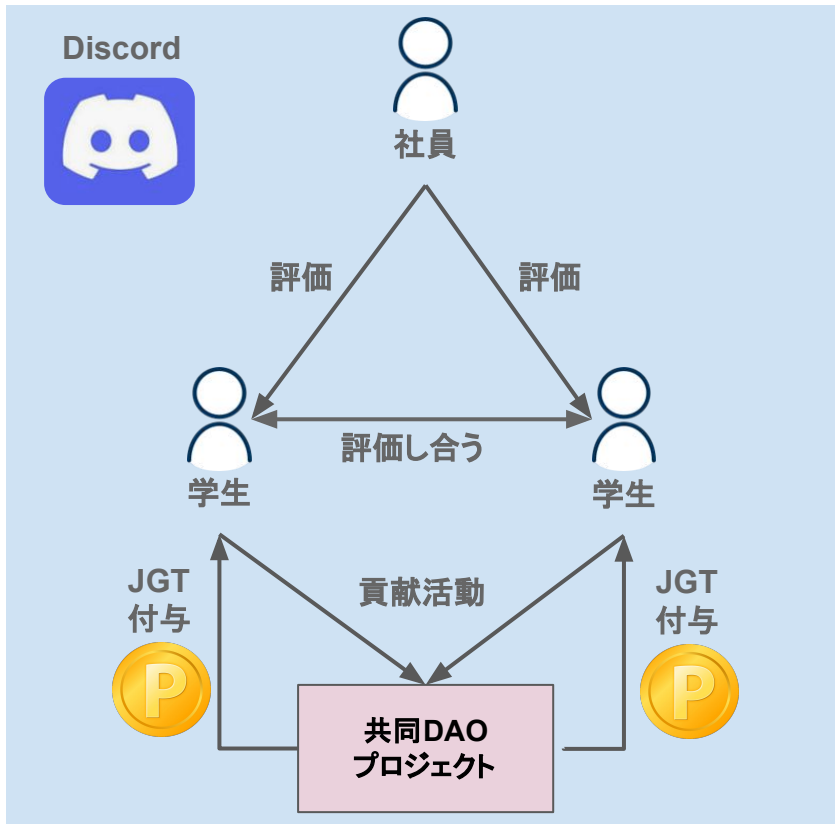 Discord
社員
評価
評価
評価し合う
学生
学生
JGT
付与
貢献活動
JGT
付与
P
P
共同DAO
プロジェクト